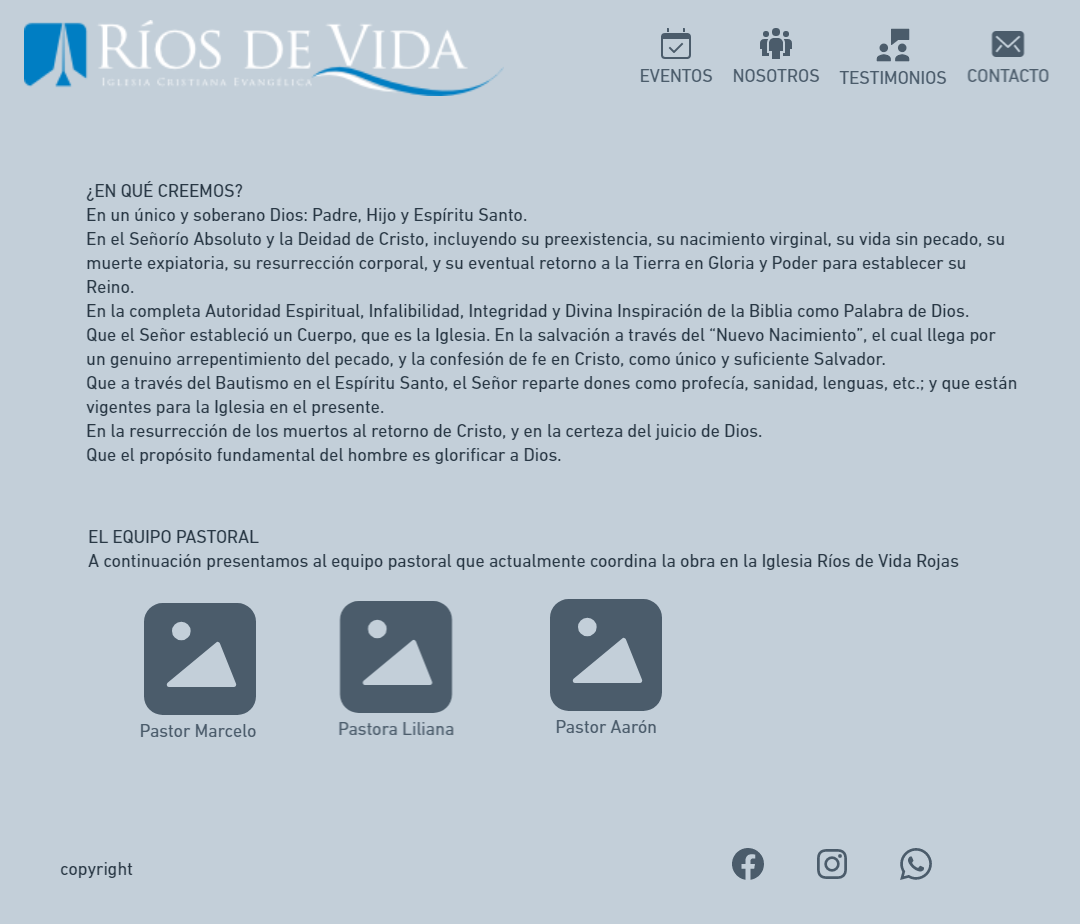 RÍOS DE VIDA
IGLESIA CRISTIANA EVANGÉLICA
EVENTOS
NOSOTROS
TESTIMONIOS
CONTACTO
¿EN QUÉ CREEMOS?
En un único y soberano Dios: Padre, Hijo y Espíritu Santo.
En el Señorío Absoluto y la Deidad de Cristo, incluyendo su preexistencia, su nacimiento virginal, su vida sin pecado, su
muerte expiatoria, su resurrección corporal, y su eventual retorno a la Tierra en Gloria y Poder para establecer su
Reino.
En la completa Autoridad Espiritual, Infalibilidad, Integridad y Divina Inspiración de la Biblia como Palabra de Dios.
Que el Señor estableció un Cuerpo, que es la Iglesia. En la salvación a través del “Nuevo Nacimiento”, el cual llega por
un genuino arrepentimiento del pecado, y la confesión de fe en Cristo, como único y suficiente Salvador.
Que a través del Bautismo en el Espíritu Santo, el Señor reparte dones como profecía, sanidad, lenguas, etc.; y que están
vigentes para la Iglesia en el presente.
En la resurrección de los muertos al retorno de Cristo, y en la certeza del juicio de Dios.
Que el propósito fundamental del hombre es glorificar a Dios.
EL EQUIPO PASTORAL
A continuación presentamos al equipo pastoral que actualmente coordina la obra en la Iglesia Ríos de Vida Rojas
Pastor Marcelo
Pastora Liliana
Pastor Aarón
copyright